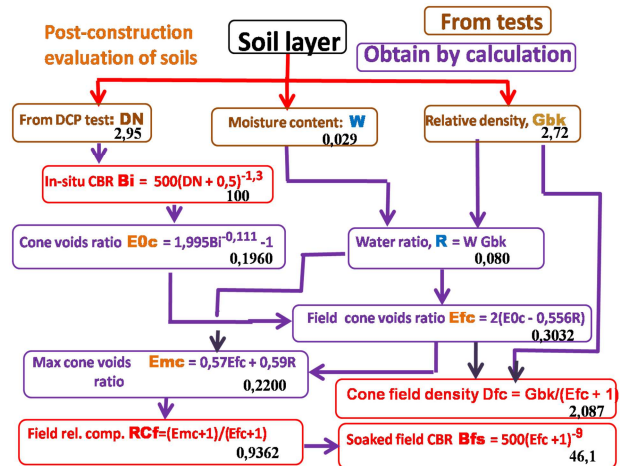 Post-construction
evaluation of soils
Soil layer
From tests
Obtain by calculation
From DCP test: DN
2,95
Moisture content: W
0,029
Relative density, Gbk
2,72
In-situ CBR Bi = 500(DN + 0,5)-1,3
100
Cone voids ratio E0c = 1,995Bi-0,111 -1
0,1960
Water ratio, R = W Gbk
0,080
Field cone voids ratio Efc = 2(E0c - 0,556R)
0,3032
Max cone voids Emc = 0,57Efc + 0,59R
ratio
0,2200
Cone field density Dfc = Gbk/(Efc + 1)
2,087
Field rel. comp. RCf=(Emc+1)/(Efc+1)
0,9362
Soaked field CBR Bfs = 500(Efc +1)-9
46,1